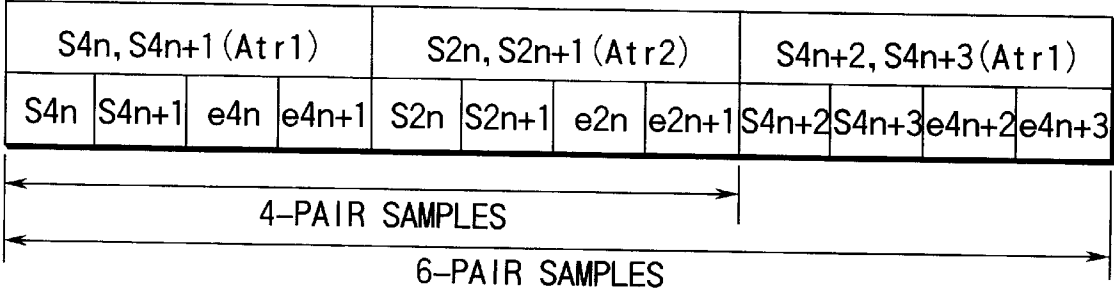 S4n, S4n+1 (Atr1) S2n, S2n+1 (Atr2) S4n+2, S4n+3 (Atr1)
S4n S4n+1 e4n e4n+1 S2n S2n+1 e2n e2n+1 S4n+2 S4n+3 e4n+2 e4n+3
4-PAIR SAMPLES
6-PAIR SAMPLES